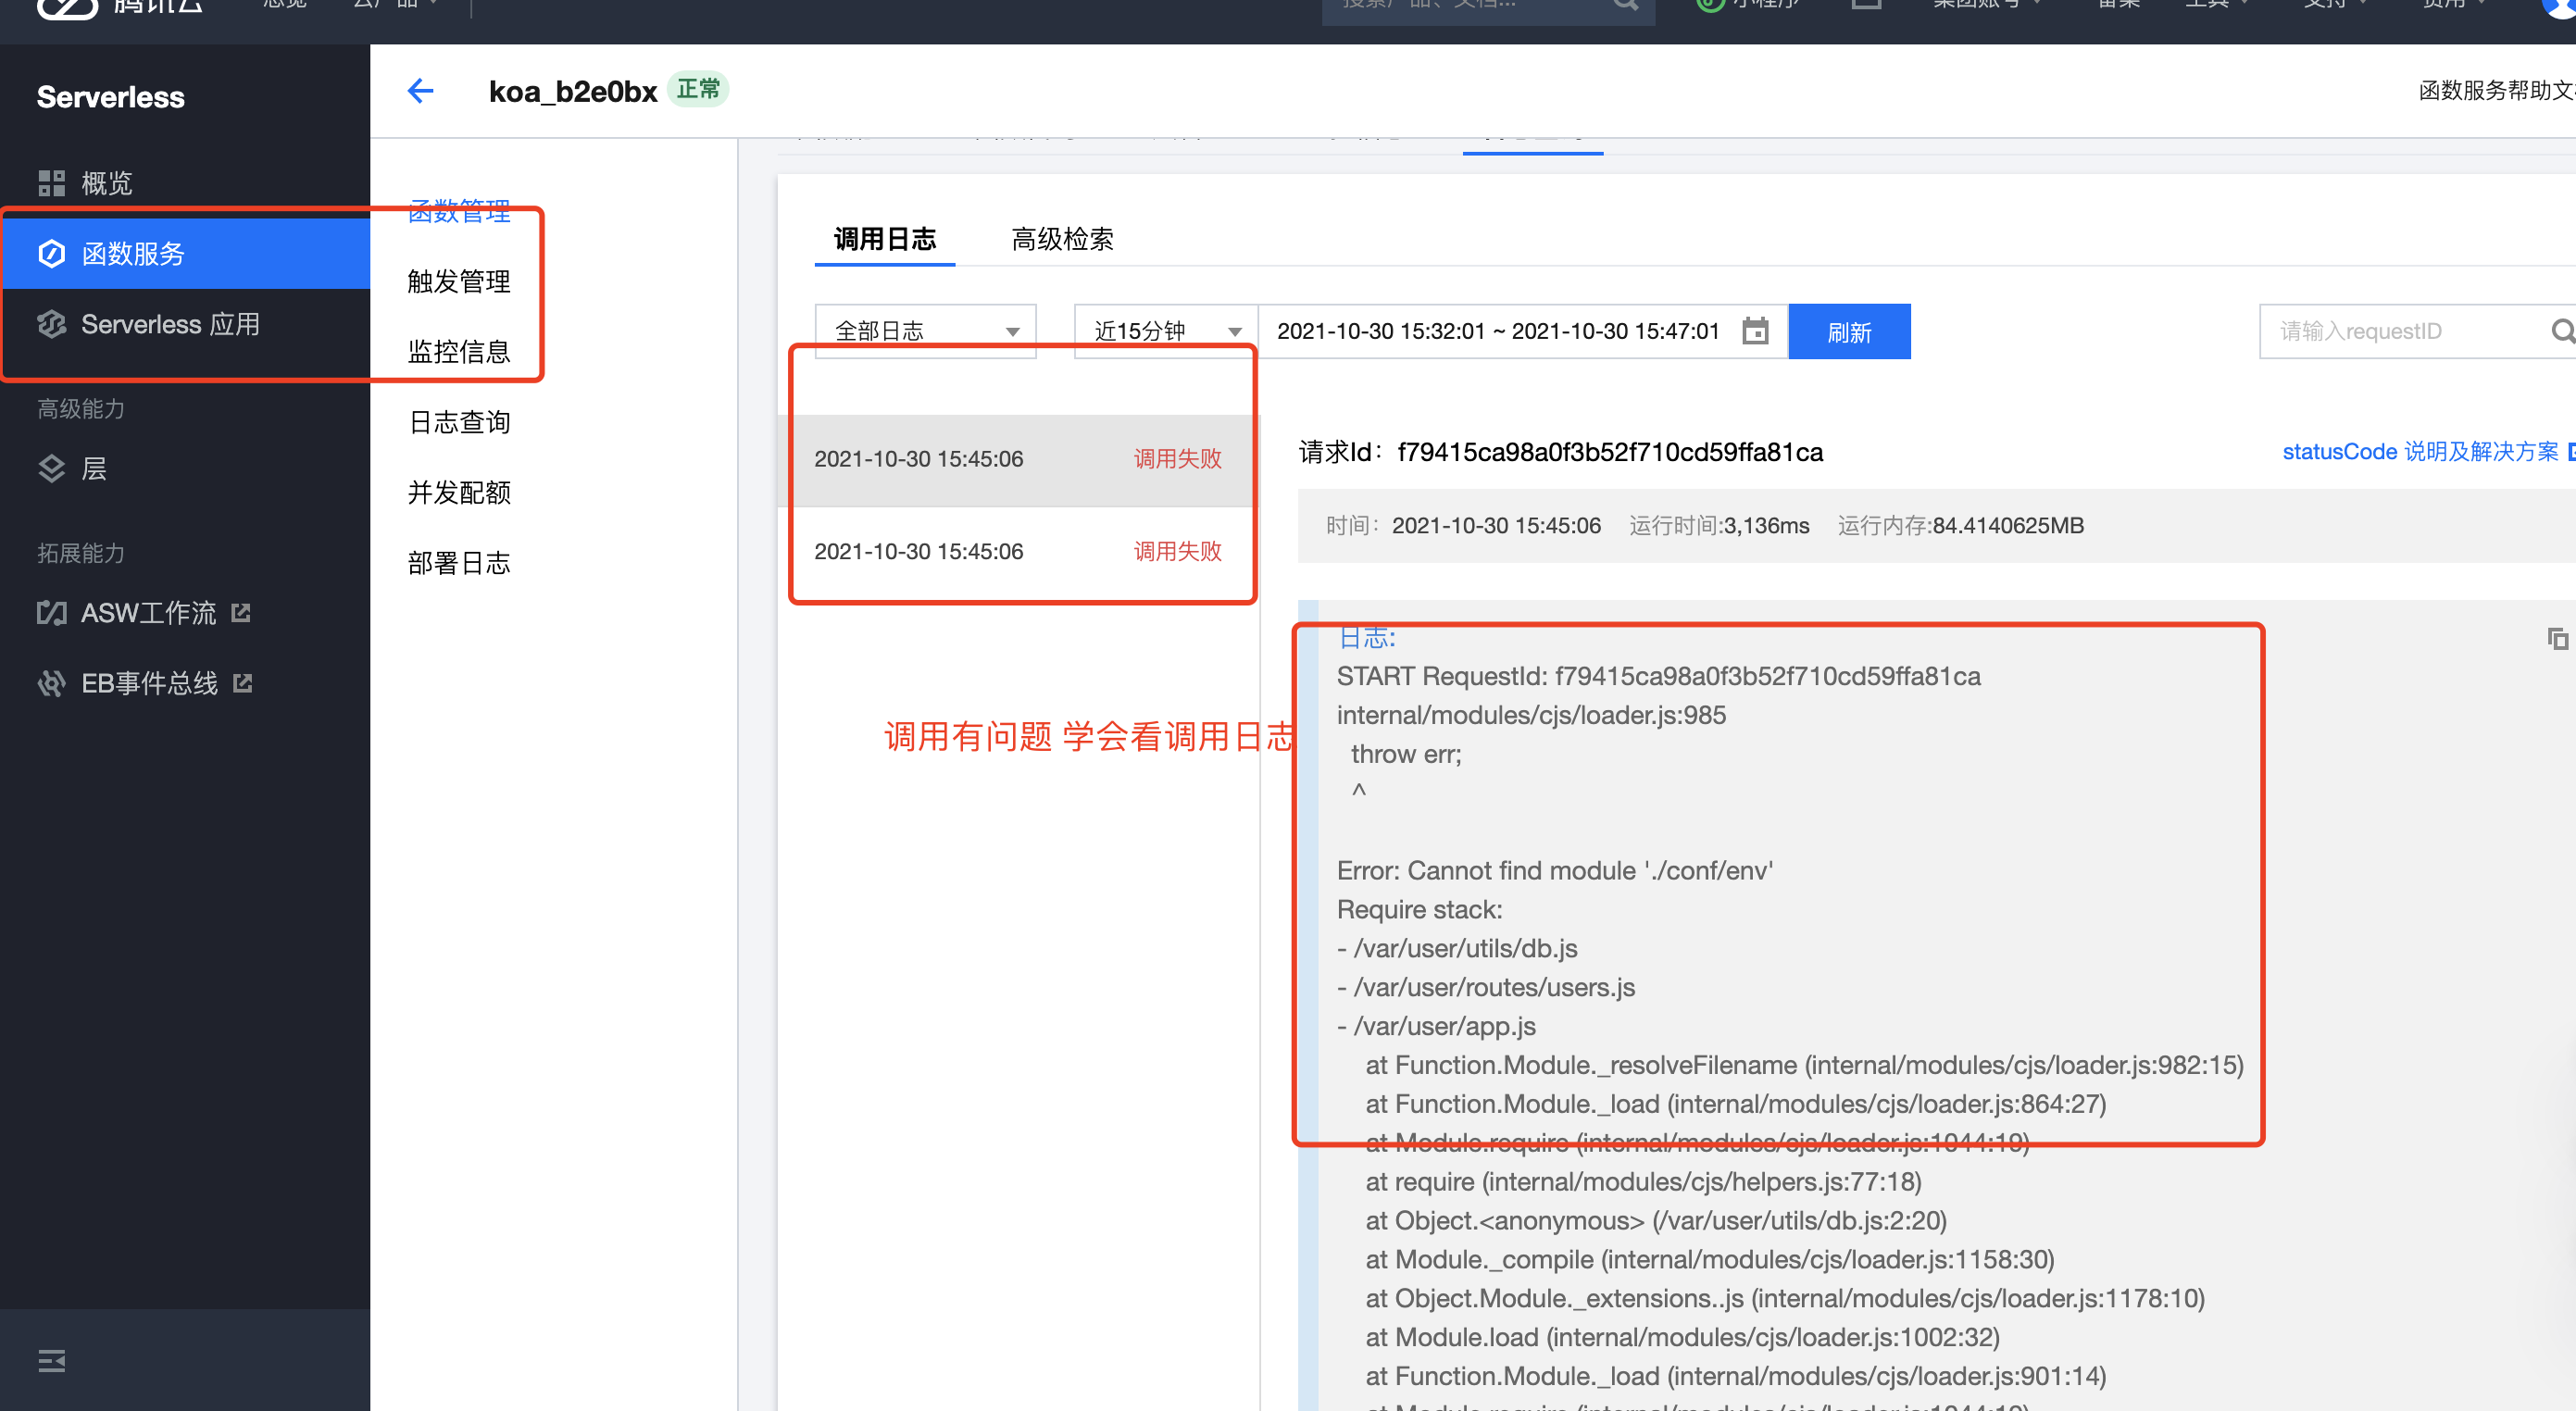 腾讯云 总览 云产品 搜索产品、文档... 小程序 集团账号 备案 工具 支持 费用
Serverless
概览
函数服务
Serverless 应用
高级能力
层
拓展能力
ASW工作流
EB事件总线
koa_b2e0bx 正常
函数服务帮助文
函数管理
触发管理
监控信息
日志查询
并发配额
部署日志
调用日志 高级检索
全部日志 近15分钟 2021-10-30 15:32:01 ~ 2021-10-30 15:47:01 刷新 请输入requestID
2021-10-30 15:45:06 调用失败
2021-10-30 15:45:06 调用失败
调用有问题 学会看调用日志
请求Id： f79415ca98a0f3b52f710cd59ffa81ca statusCode 说明及解决方案
时间： 2021-10-30 15:45:06 运行时间:3,136ms 运行内存:84.4140625MB
日志:
START RequestId: f79415ca98a0f3b52f710cd59ffa81ca
internal/modules/cjs/loader.js:985
throw err;
^
Error: Cannot find module './conf/env'
Require stack:
- /var/user/utils/db.js
- /var/user/routes/users.js
- /var/user/app.js
at Function.Module._resolveFilename (internal/modules/cjs/loader.js:982:15)
at Function.Module._load (internal/modules/cjs/loader.js:864:27)
at Module.require (internal/modules/cjs/loader.js:1044:19)
at require (internal/modules/cjs/helpers.js:77:18)
at Object.<anonymous> (/var/user/utils/db.js:2:20)
at Module._compile (internal/modules/cjs/loader.js:1158:30)
at Object.Module._extensions..js (internal/modules/cjs/loader.js:1178:10)
at Module.load (internal/modules/cjs/loader.js:1002:32)
at Function.Module._load (internal/modules/cjs/loader.js:901:14)
at Module.require (internal/modules/cjs/loader.js:1044:19)